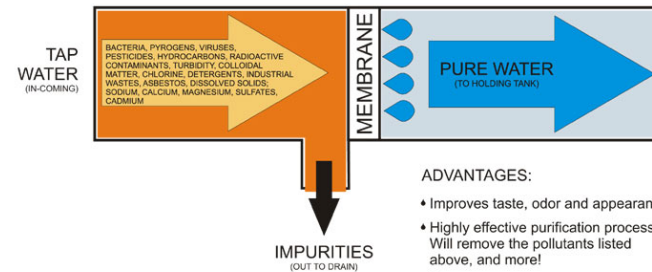 TAP
WATER
(IN-COMING)
BACTERIA, PYROGENS, VIRUSES,
PESTICIDES, HYDROCARBONS, RADIOACTIVE
CONTAMINANTS, TURBIDITY, COLLOIDAL
MATTER, CHLORINE, DETERGENTS, INDUSTRIAL
WASTES, ASBESTOS, DISSOLVED SOLIDS;
SODIUM, CALCIUM, MAGNESIUM, SULFATES,
CADMIUM
MEMBRANE
PURE WATER
(TO HOLDING TANK)
IMPURITIES
(OUT TO DRAIN)
ADVANTAGES:
Improves taste, odor and appearan
Highly effective purification process
Will remove the pollutants listed
above, and more!